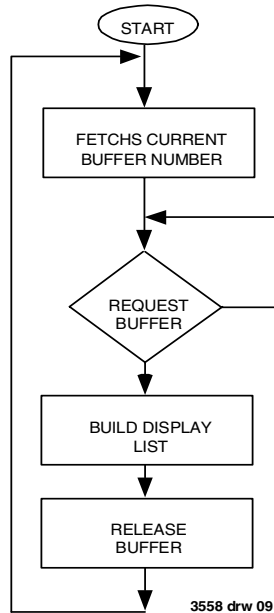 START
FETCHS CURRENT
BUFFER NUMBER
REQUEST
BUFFER
BUILD DISPLAY
LIST
RELEASE
BUFFER
3558 drw 09